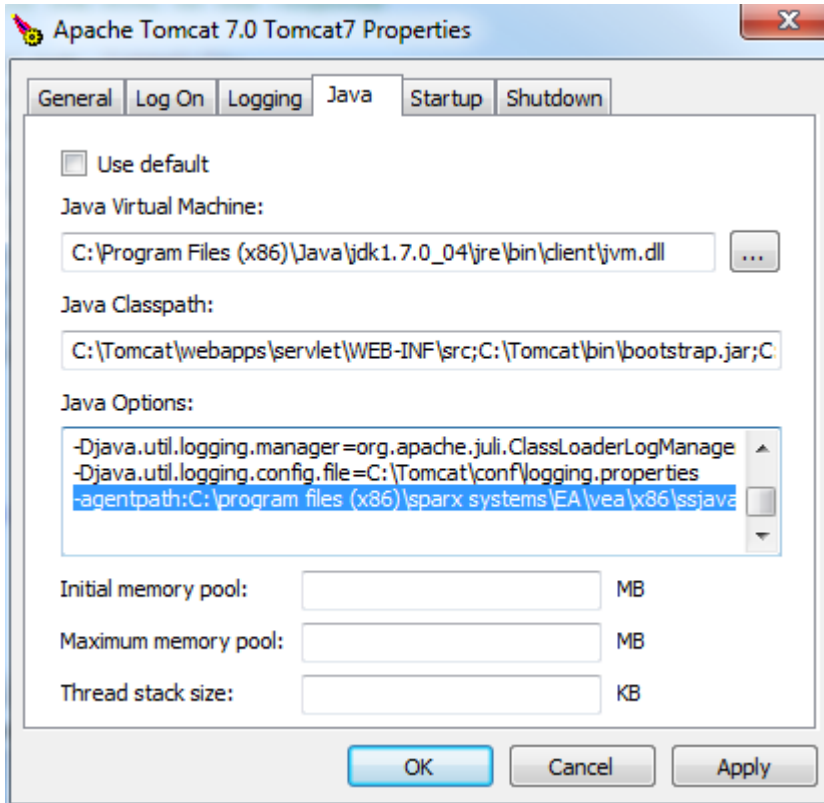 Apache Tomcat 7.0 Tomcat7 Properties
General Log On Logging Java Startup Shutdown
Use default
Java Virtual Machine:
C:\Program Files (x86)\Java\jdk1.7.0_04\jre\bin\client\jvm.dll ...
Java Classpath:
C:\Tomcat\webapps\servlet\WEB-INF\src;C:\Tomcat\bin\bootstrap.jar;C:
Java Options:
-Djava.util.logging.manager=org.apache.juli.ClassLoaderLogManager
-Djava.util.logging.config.file=C:\Tomcat\conf\logging.properties
-agentpath:C:\program files (x86)\sparx systems\EA\vea\x86\ssjava
Initial memory pool: MB
Maximum memory pool: MB
Thread stack size: KB
OK Cancel Apply